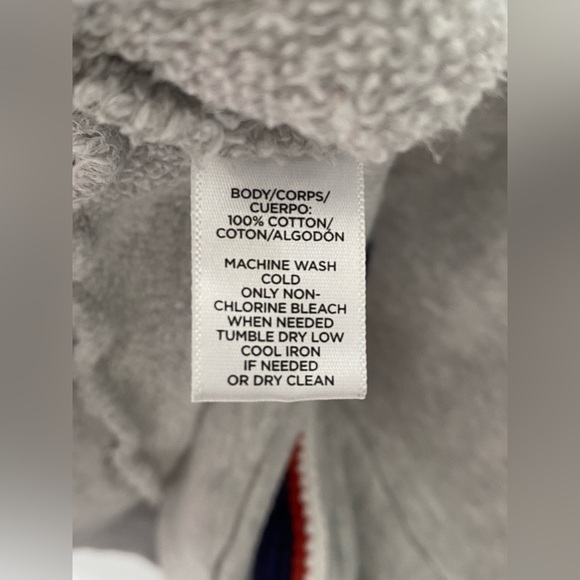 BODY/CORPS/
CUERPO:
100% COTTON/
COTON/ALGODÓN
MACHINE WASH
COLD
ONLY NON-
CHLORINE BLEACH
WHEN NEEDED
TUMBLE DRY LOW
COOL IRON
IF NEEDED
OR DRY CLEAN